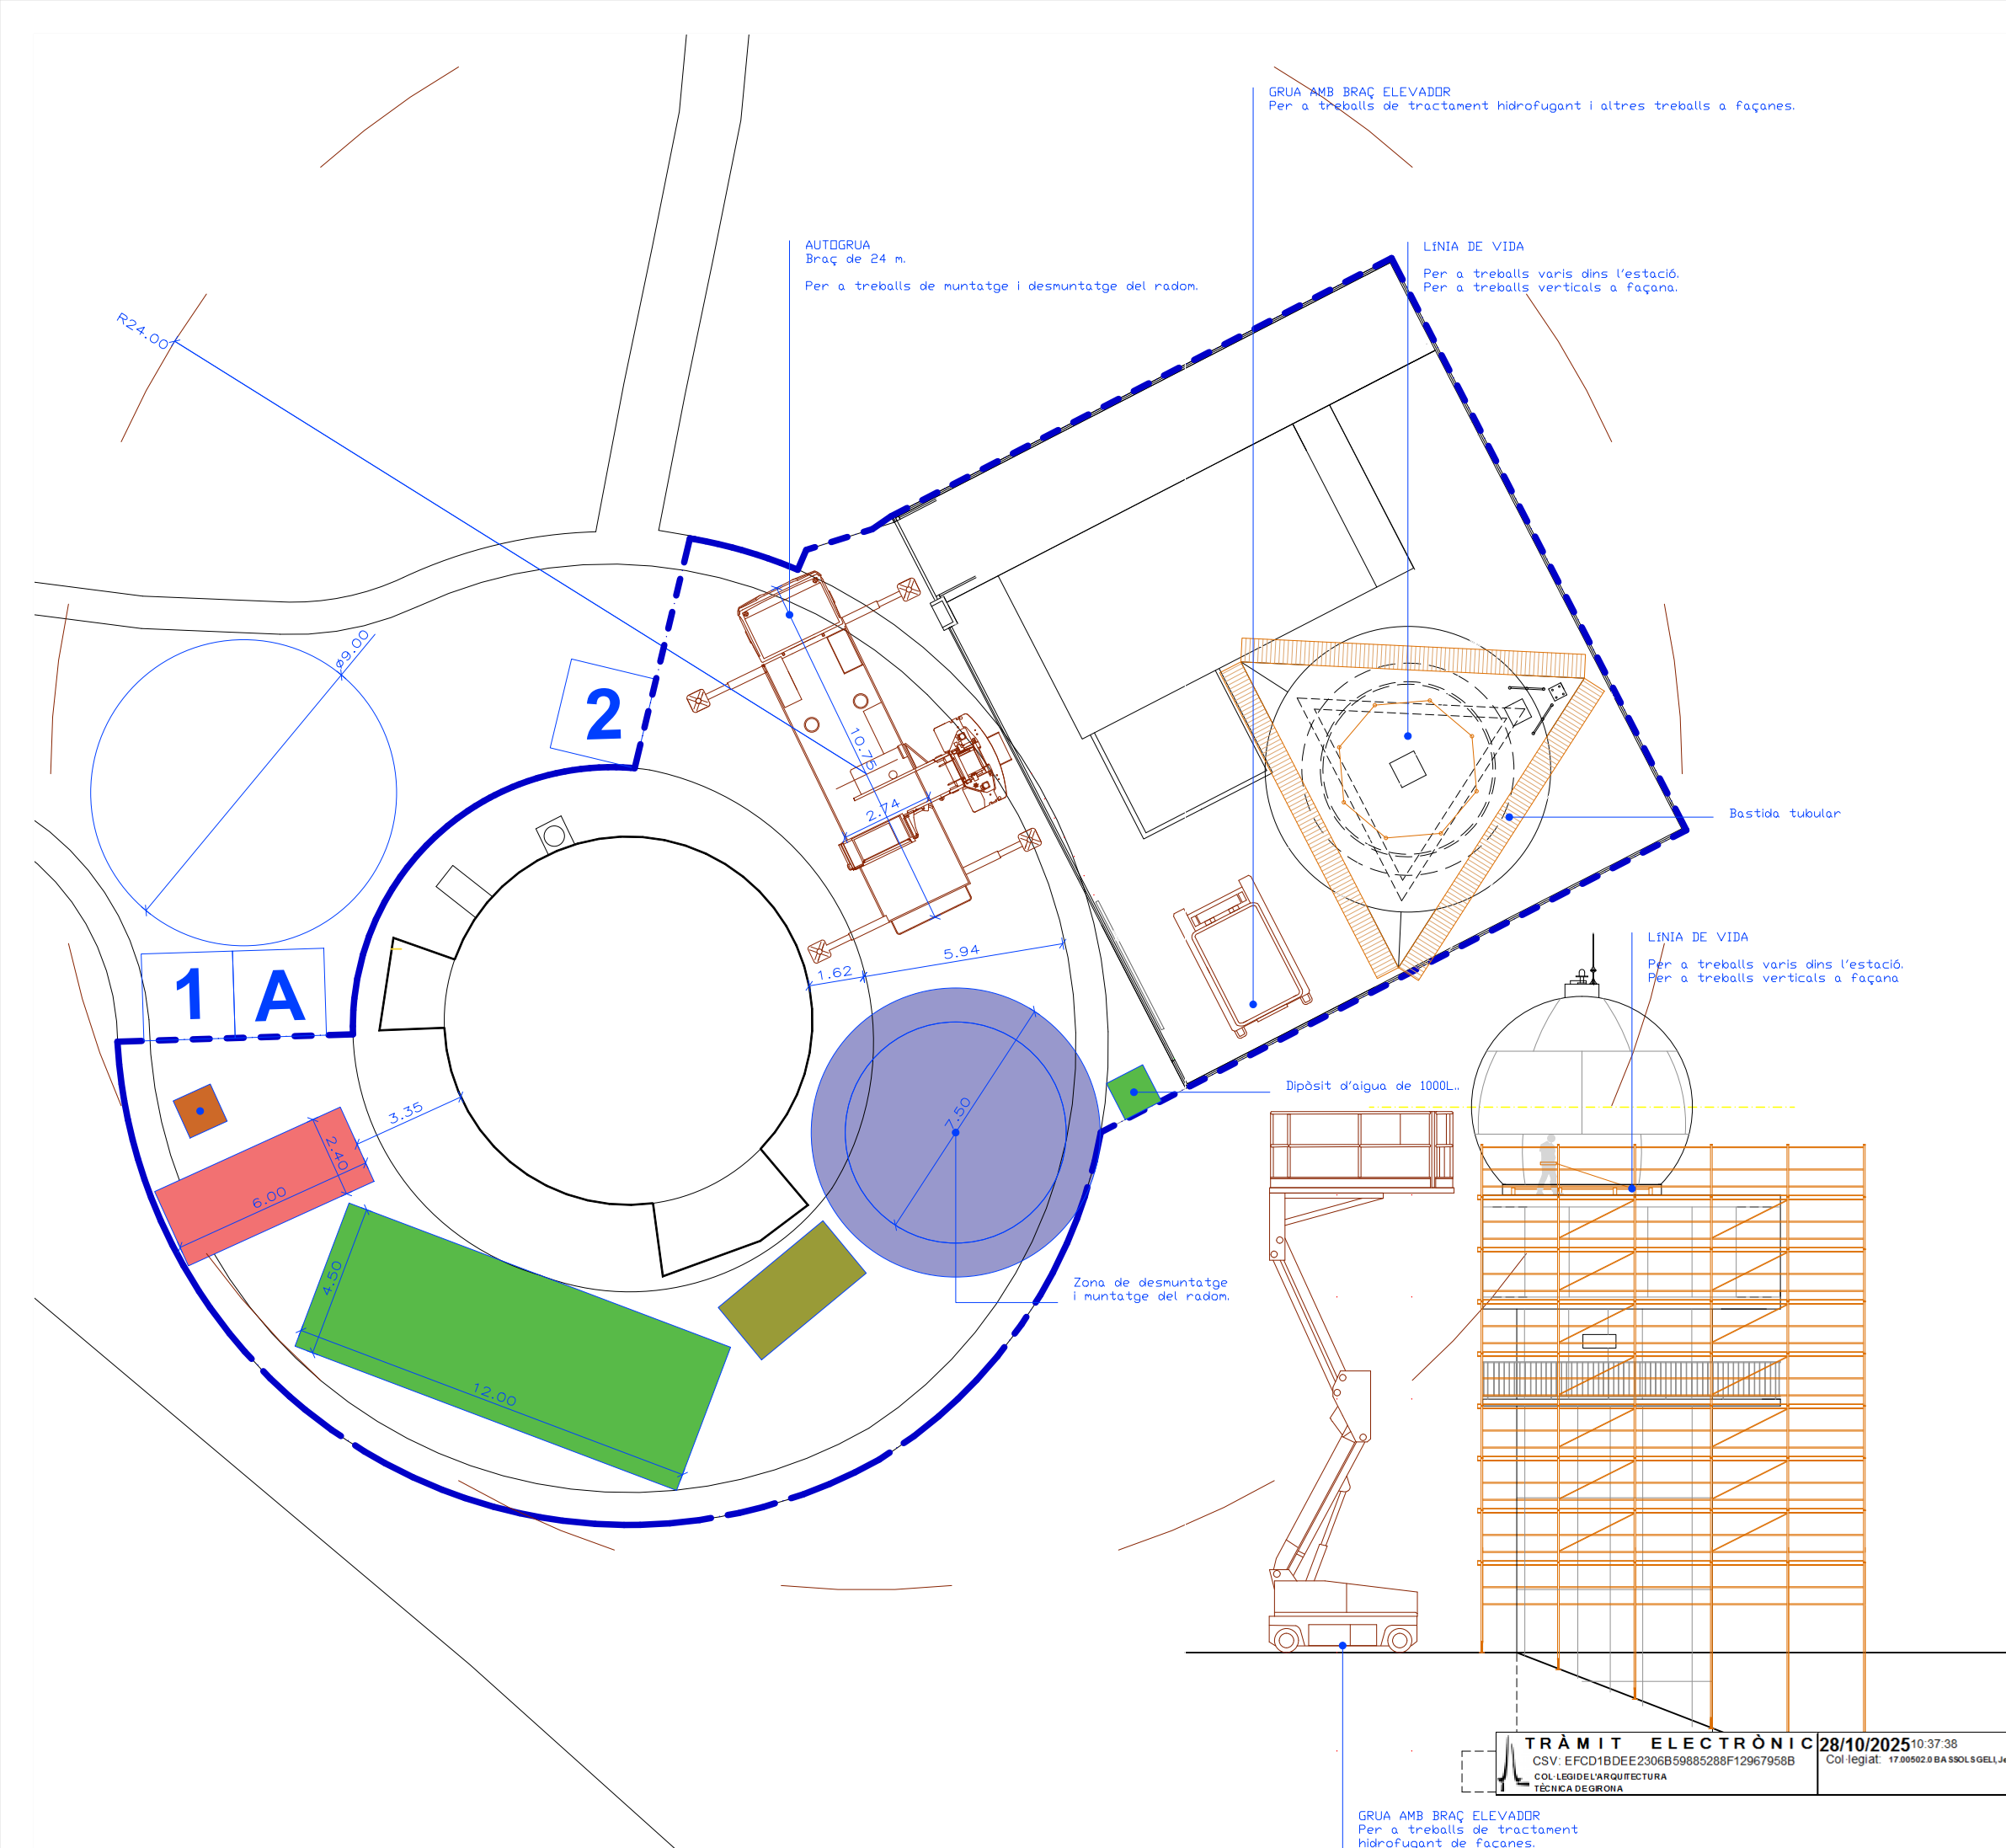 GRUA AMB BRAÇ ELEVADOR
Per a treballs de tractament hidrofugant i altres treballs a façanes.
AUTOGRUA
Braç de 24 m.
Per a treballs de muntatge i desmuntatge del radom.
LÍNIA DE VIDA
Per a treballs varis dins l'estació.
Per a treballs verticals a façana.
R24.00
ø9.00
2
10.75
2.74
Bastida tubular
1.62
5.94
1 A
LÍNIA DE VIDA
Per a treballs varis dins l'estació.
Per a treballs verticals a façana
7.50
Dipòsit d'aigua de 1000L..
3.35
2.40
6.00
4.50
12.00
Zona de desmuntatge
i muntatge del radom.
TRÀMIT ELECTRÒNIC
CSV: EFCD1BDEE2306B59885288F12967958B
COL·LEGI DE L'ARQUITECTURA
TÈCNICA DE GIRONA
28/10/2025 10:37:38
Col·legiat: 17.00502.0 BASSOLS GELI, Je
GRUA AMB BRAÇ ELEVADOR
Per a treballs de tractament
hidrofugant de façanes.